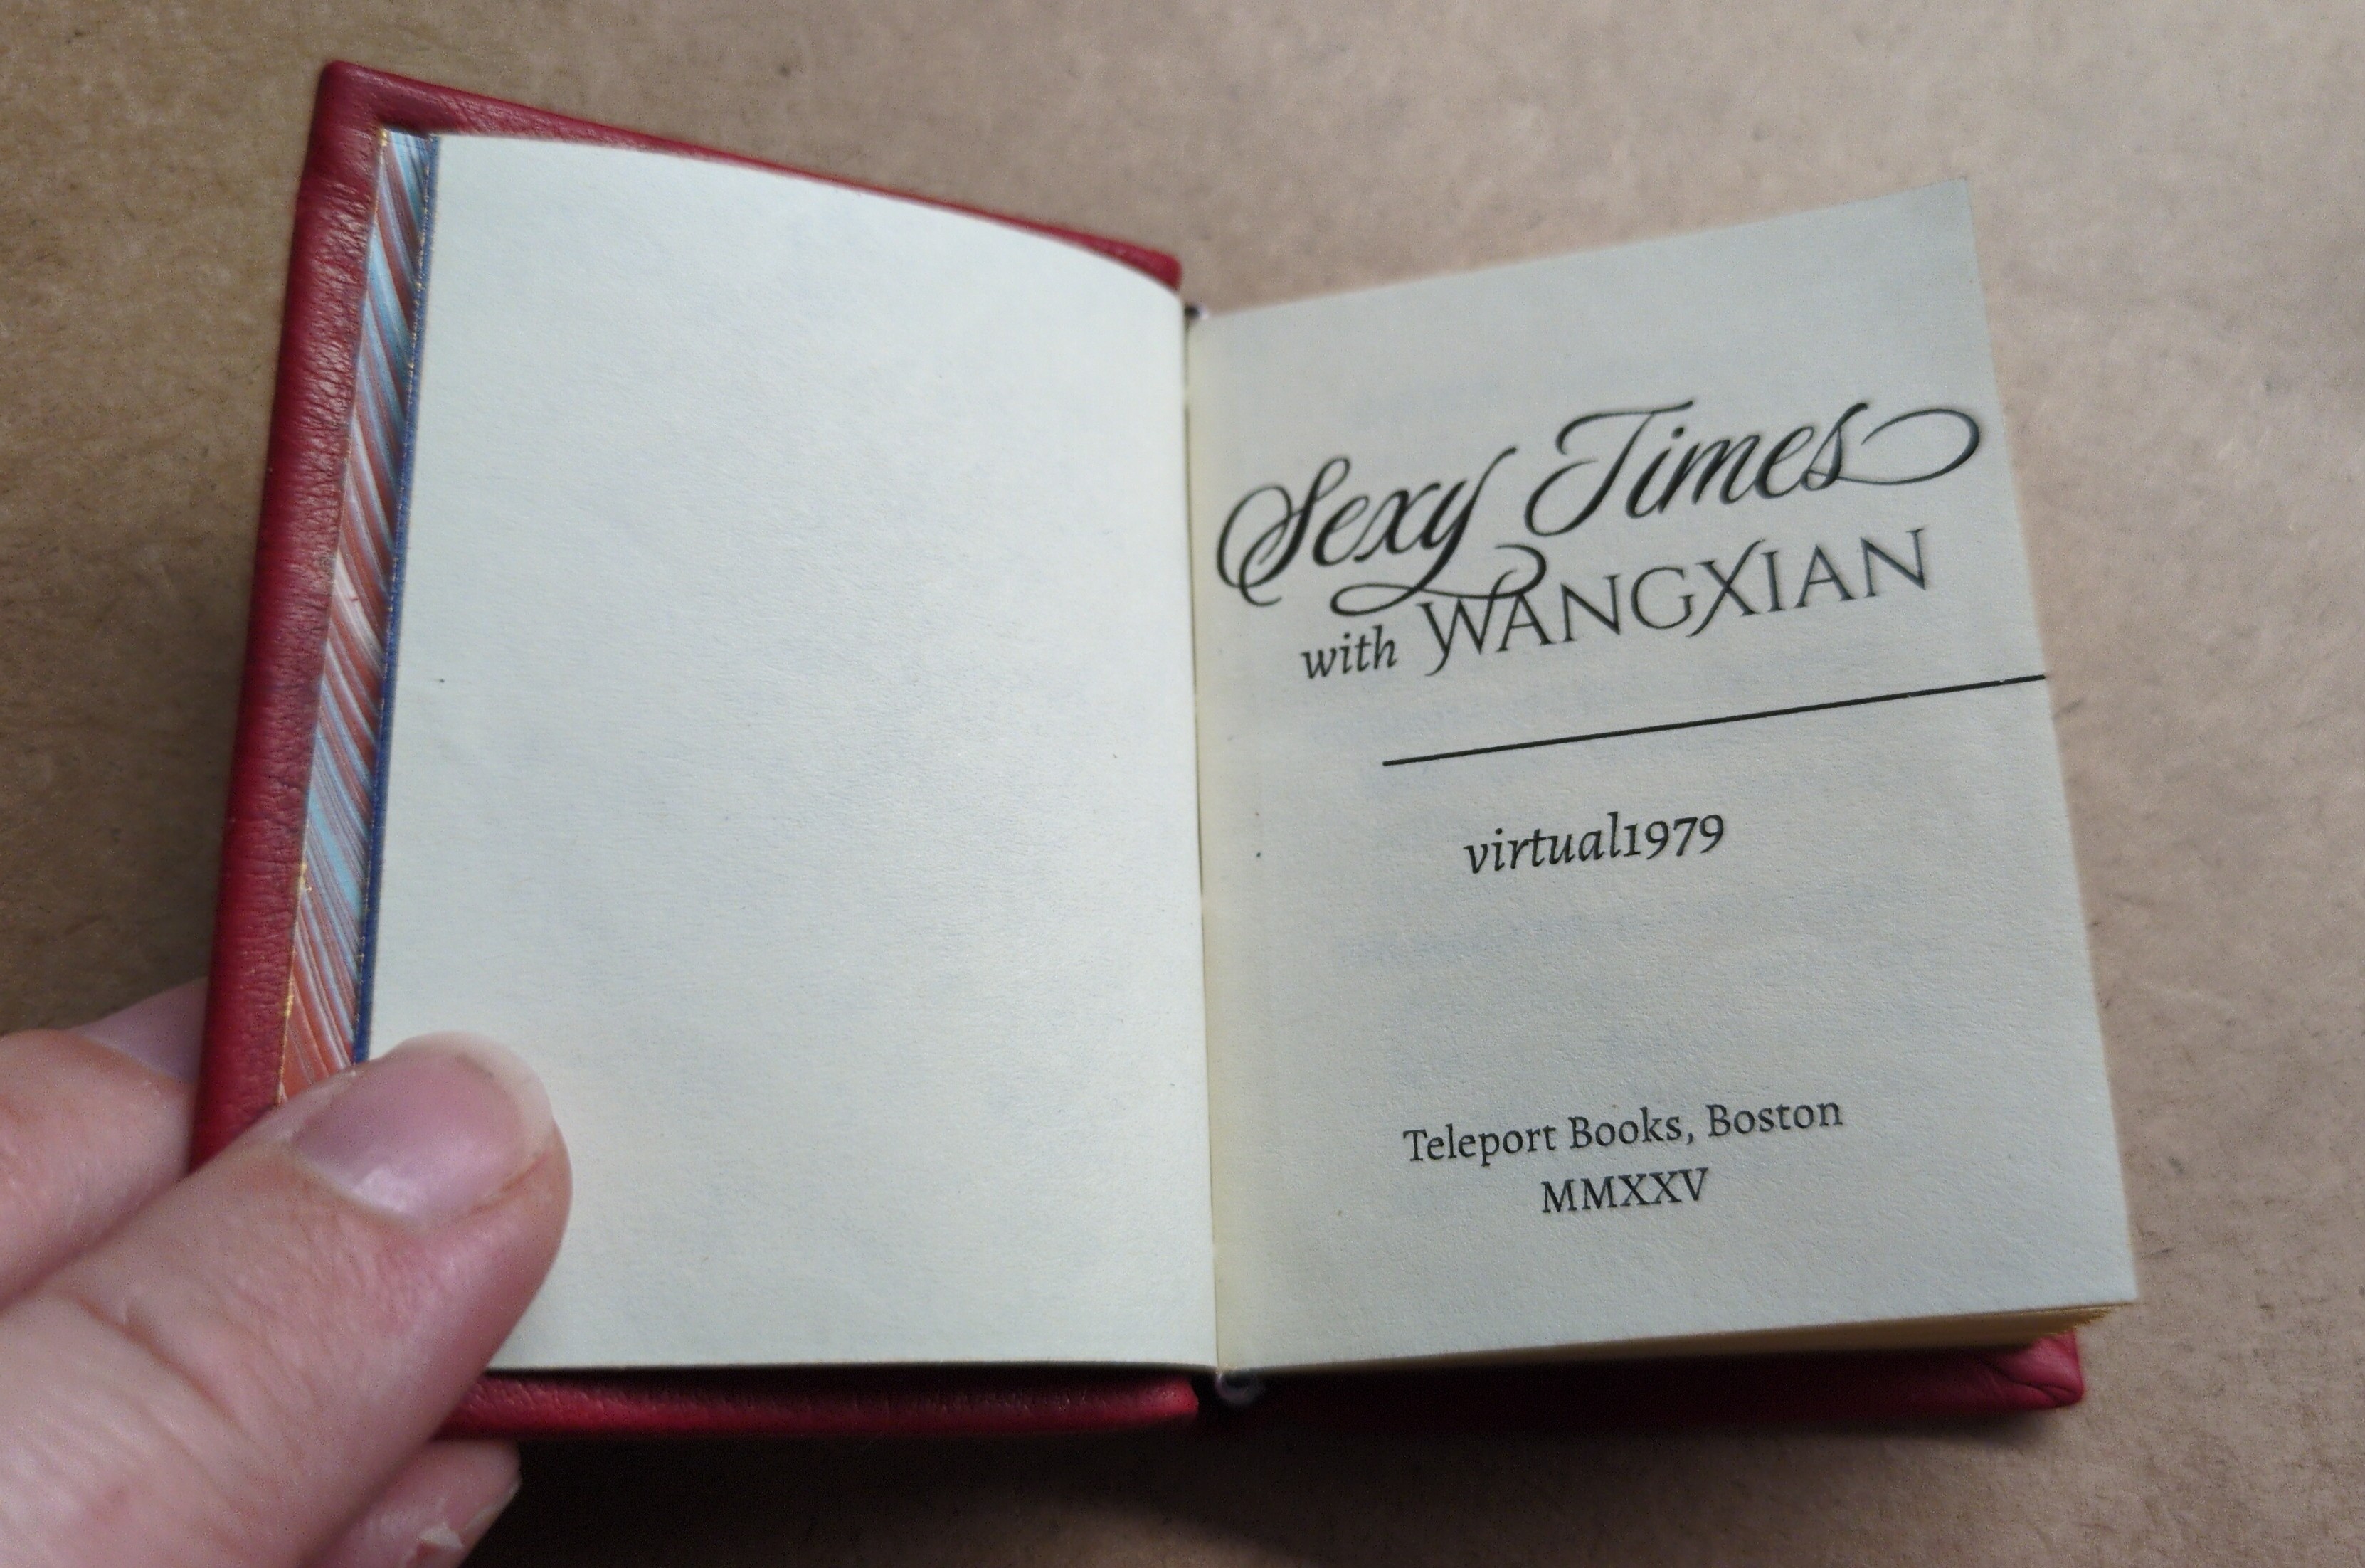 Sexy Times
with WANGXIAN
virtual1979
Teleport Books, Boston
MMXXV